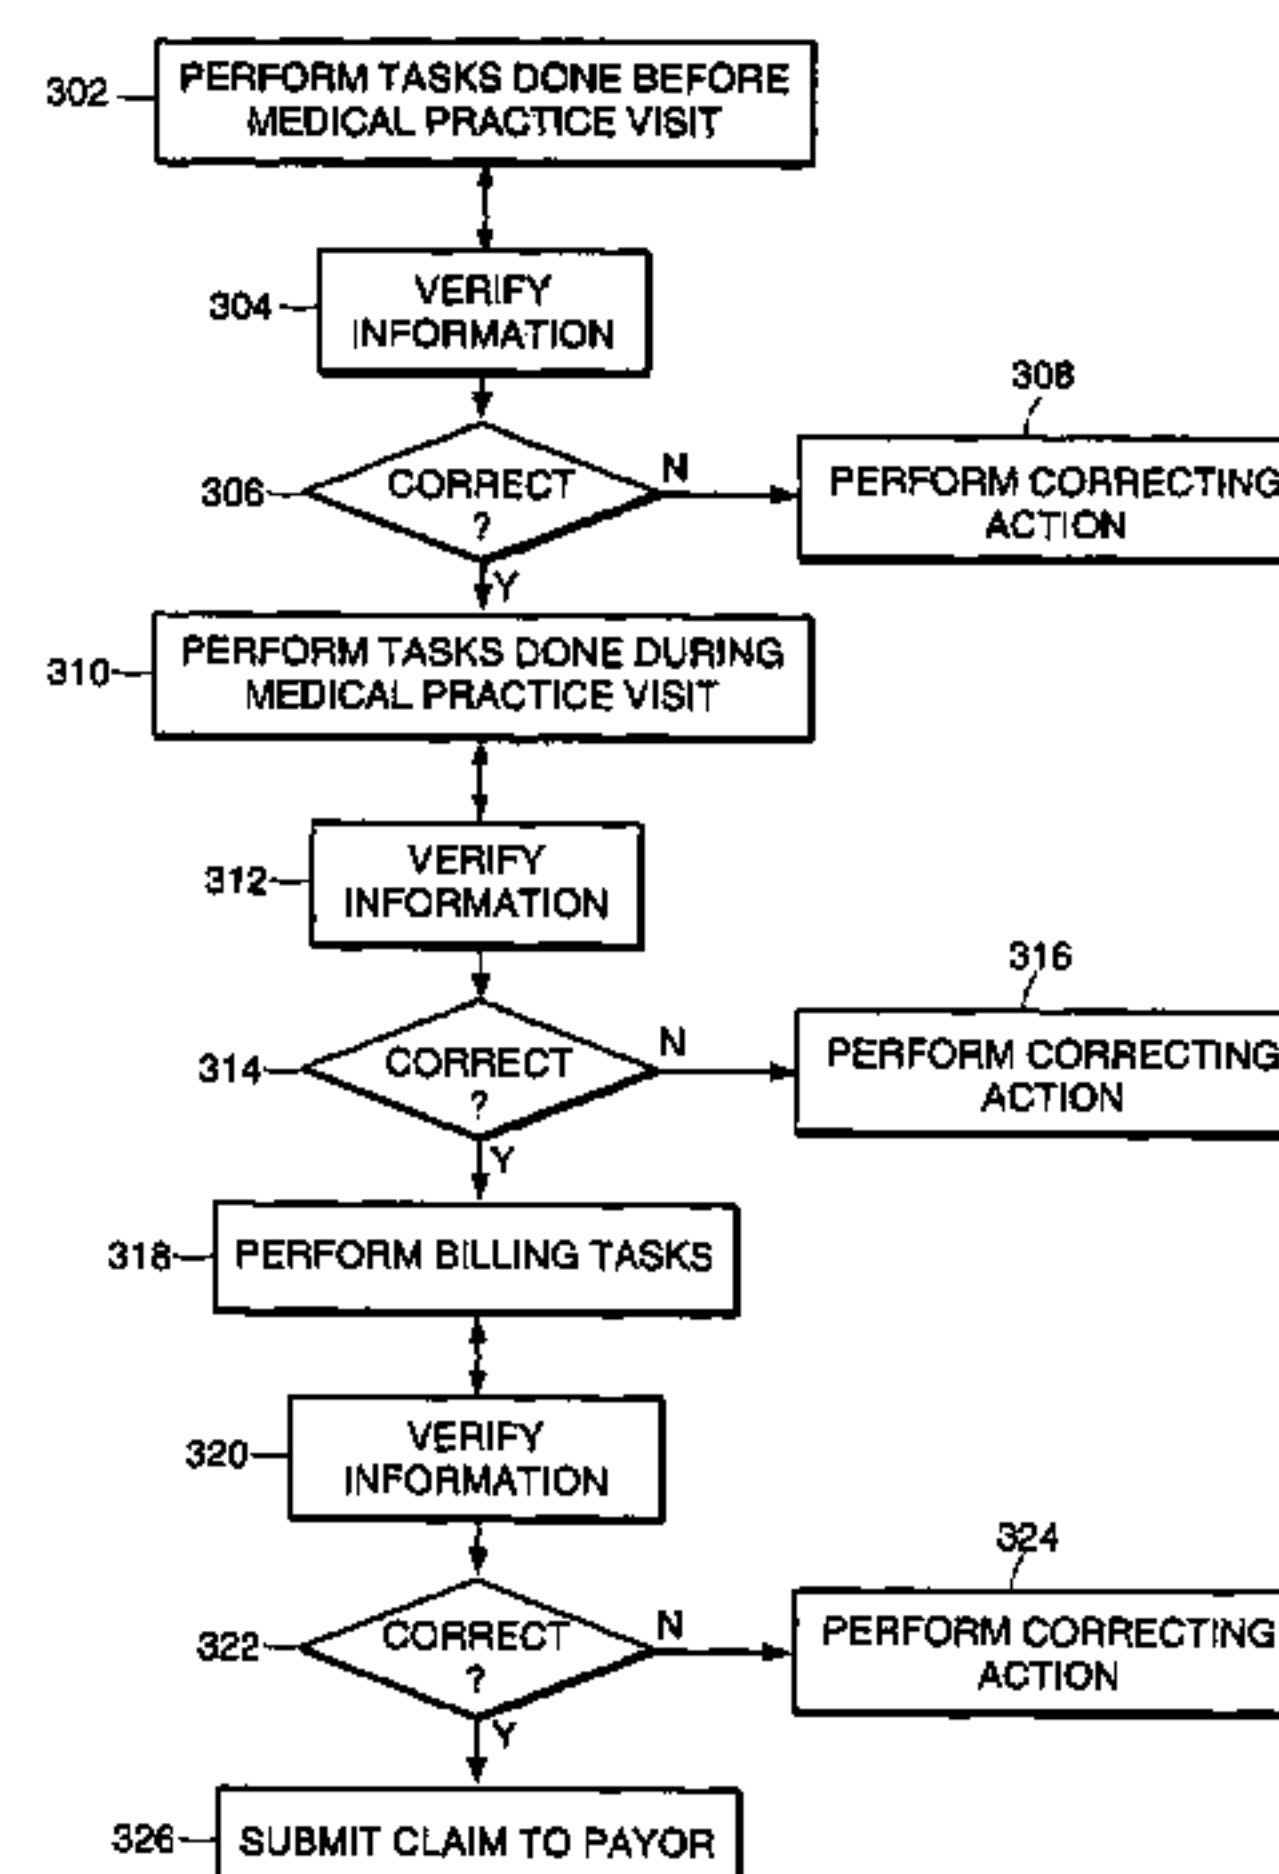 302
PERFORM TASKS DONE BEFORE
MEDICAL PRACTICE VISIT
304
VERIFY
INFORMATION
306
CORRECT
?
N
Y
308
PERFORM CORRECTING
ACTION
310
PERFORM TASKS DONE DURING
MEDICAL PRACTICE VISIT
312
VERIFY
INFORMATION
314
CORRECT
?
N
Y
316
PERFORM CORRECTING
ACTION
318
PERFORM BILLING TASKS
320
VERIFY
INFORMATION
322
CORRECT
?
N
Y
324
PERFORM CORRECTING
ACTION
326
SUBMIT CLAIM TO PAYOR